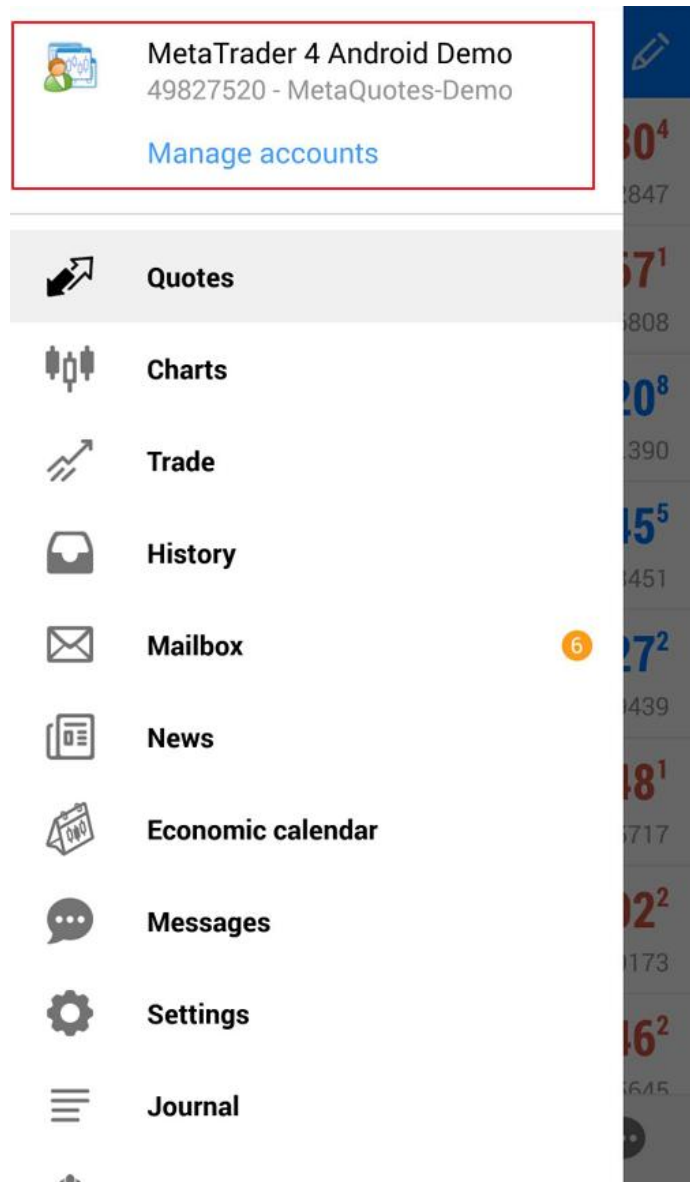 MetaTrader 4 Android Demo
49827520 - MetaQuotes-Demo
Manage accounts
Quotes
Charts
Trade
History
Mailbox
6
News
Economic calendar
Messages
Settings
Journal